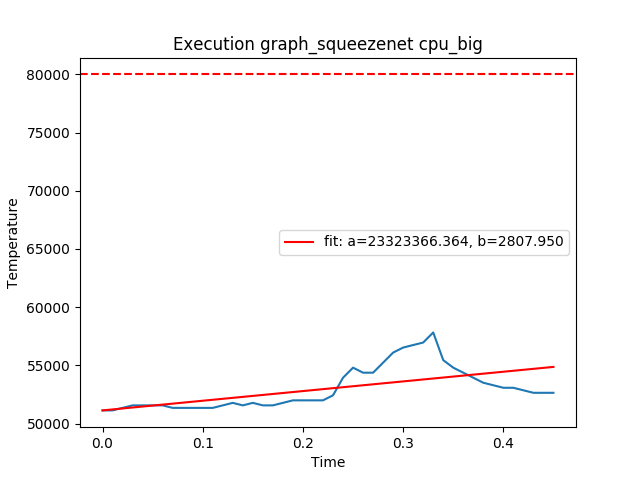 Execution graph_squeezenet cpu_big
80000
75000
70000
65000
60000
55000
50000
Temperature
fit: a=23323366.364, b=2807.950
0.0 0.1 0.2 0.3 0.4
Time